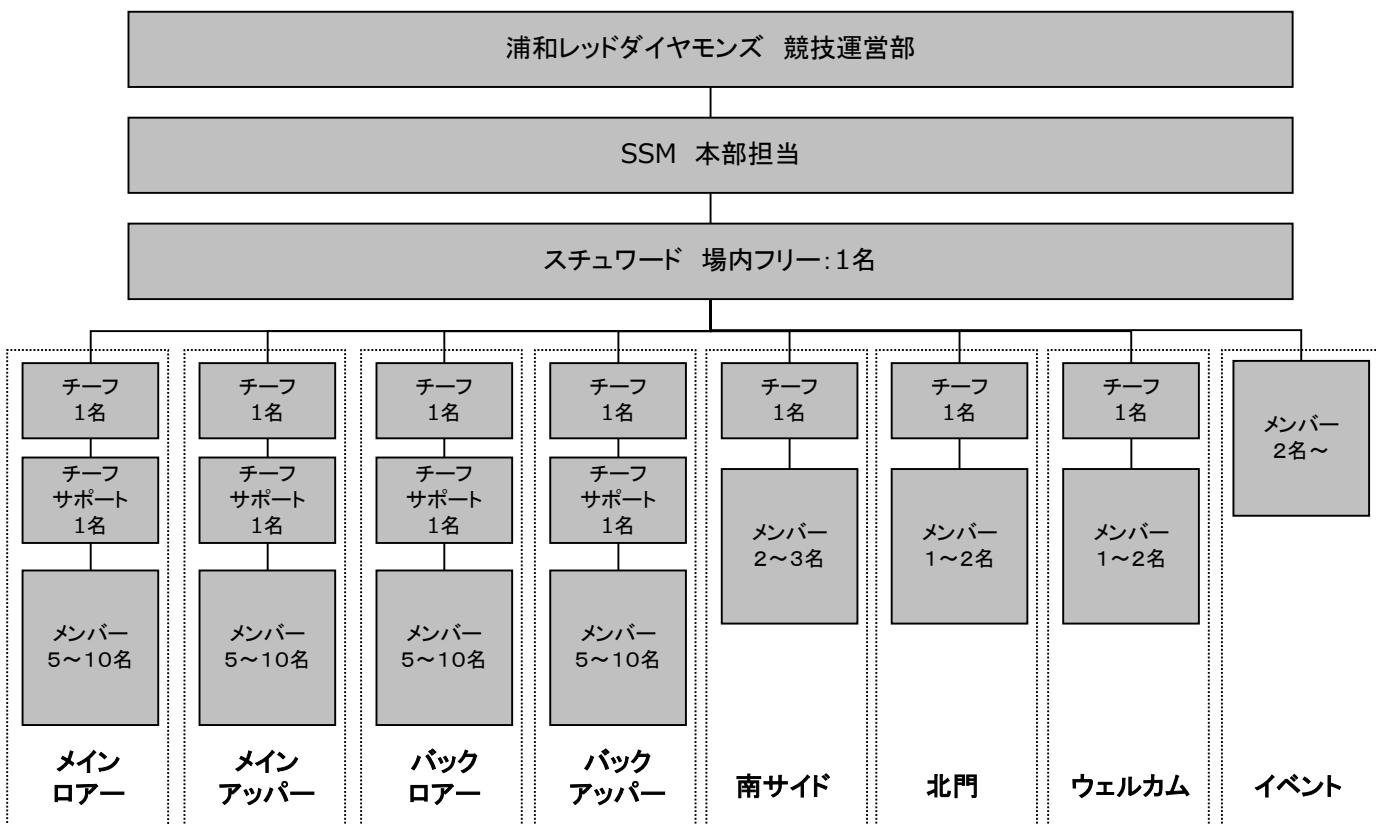 浦和レッドダイヤモンズ 競技運営部
SSM 本部担当
スチュワード 場内フリー：1名
チーフ
1名
チーフ
サポート
1名
メンバー
５～１０名
メイン
ロアー
チーフ
1名
チーフ
サポート
1名
メンバー
５～１０名
メイン
アッパー
チーフ
1名
チーフ
サポート
1名
メンバー
５～１０名
バック
ロアー
チーフ
1名
チーフ
サポート
1名
メンバー
５～１０名
バック
アッパー
チーフ
1名
メンバー
２～３名
南サイド
チーフ
1名
メンバー
１～２名
北門
チーフ
1名
メンバー
１～２名
ウェルカム
メンバー
２名～
イベント